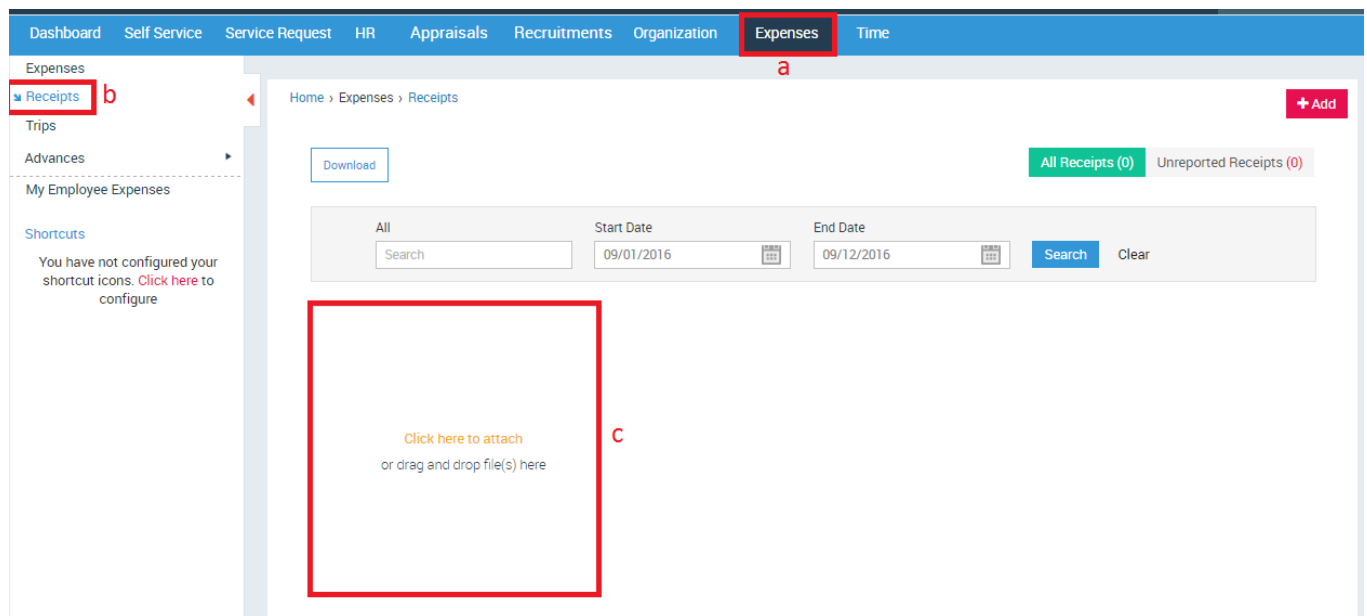 Dashboard Self Service Service Request HR Appraisals Recruitments Organization Expenses Time
a
Expenses
Receipts b
Trips
Advances
My Employee Expenses
Shortcuts
You have not configured your
shortcut icons. Click here to
configure
Home › Expenses › Receipts
+ Add
Download
All Receipts (0) Unreported Receipts (0)
All Start Date End Date
Search 09/01/2016 09/12/2016 Search Clear
Click here to attach
or drag and drop file(s) here
c